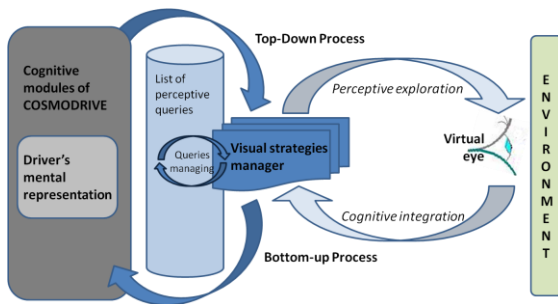 Top-Down Process
Cognitive
modules of
COSMODRIVE
Driver's
mental
representation
List of
perceptive
queries
Queries
managing
Visual strategies
manager
Perceptive exploration
Virtual
eye
Cognitive integration
Bottom-up Process
ENVIRONMENT